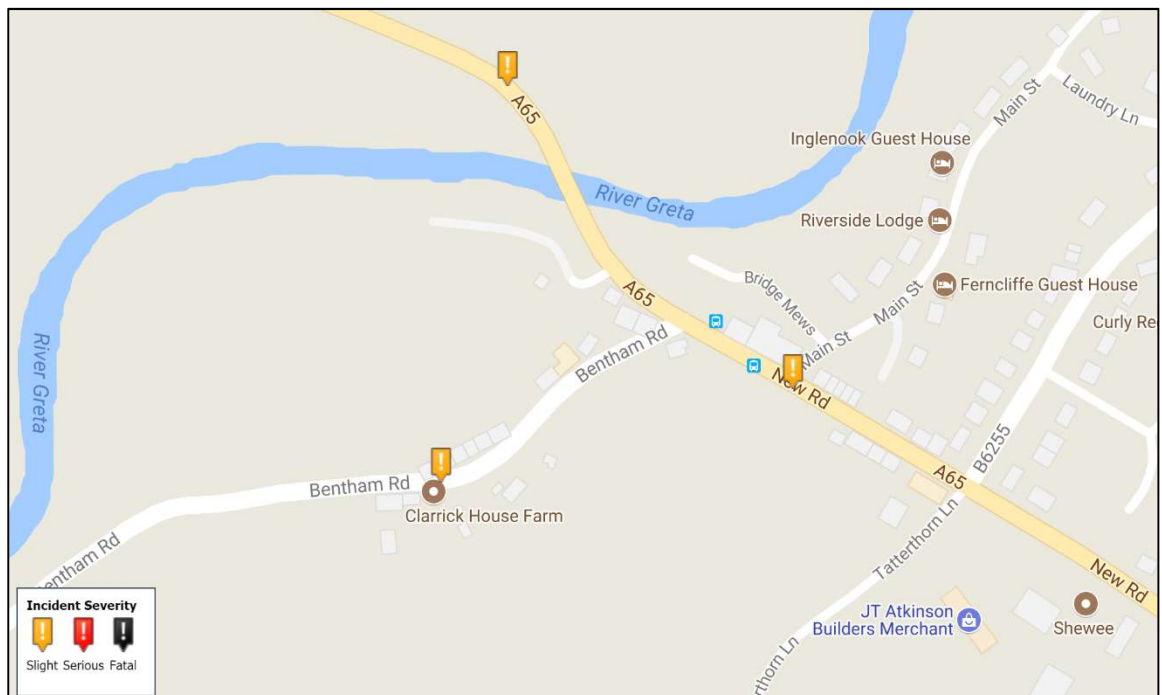 A65
Main St
Laundry Ln
Inglenook Guest House
River Greta
Riverside Lodge
A65
Bridge Mews
Main St
Ferncliffe Guest House
Curly Re
River Greta
Bentham Rd
Main St
New Rd
B6255
A65
Bentham Rd
Clarrick House Farm
Tatterthorn Ln
entham Rd
New Rd
JT Atkinson
Builders Merchant
Shewee
terthorn Ln
Incident Severity
Slight Serious Fatal